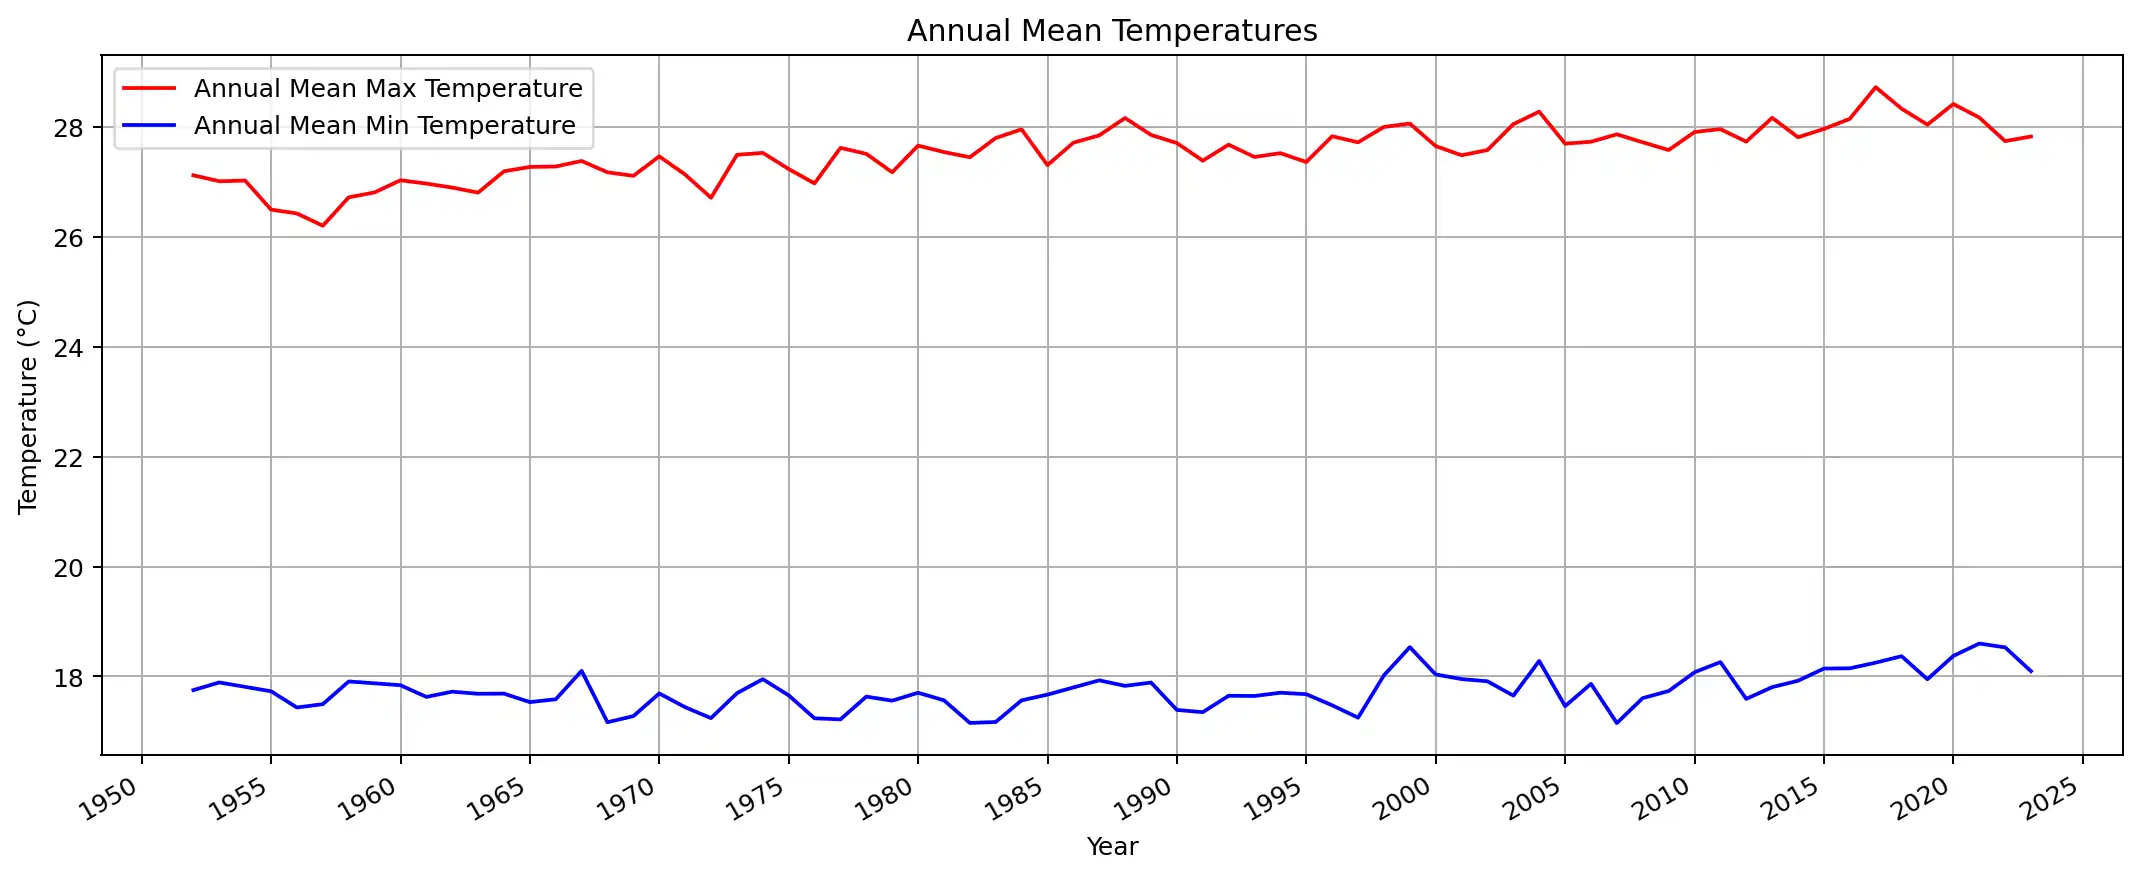 Annual Mean Temperatures
Annual Mean Max Temperature
Annual Mean Min Temperature
Temperature (°C)
28
26
24
22
20
18
1950 1955 1960 1965 1970 1975 1980 1985 1990 1995 2000 2005 2010 2015 2020 2025
Year